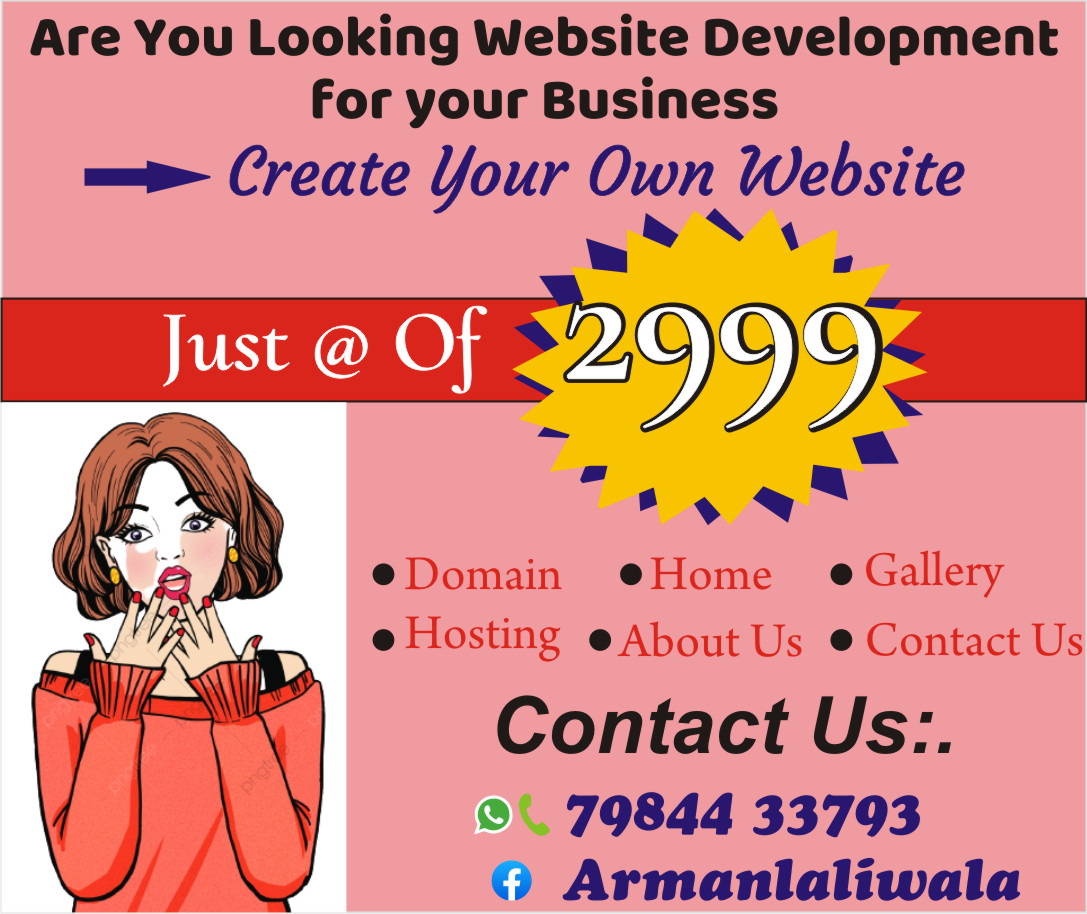 Are You Looking Website Development
for your Business
Create Your Own Website
Just @ Of 2999
● Domain ● Home ● Gallery
● Hosting ● About Us ● Contact Us
Contact Us:.
79844 33793
Armanlaliwala